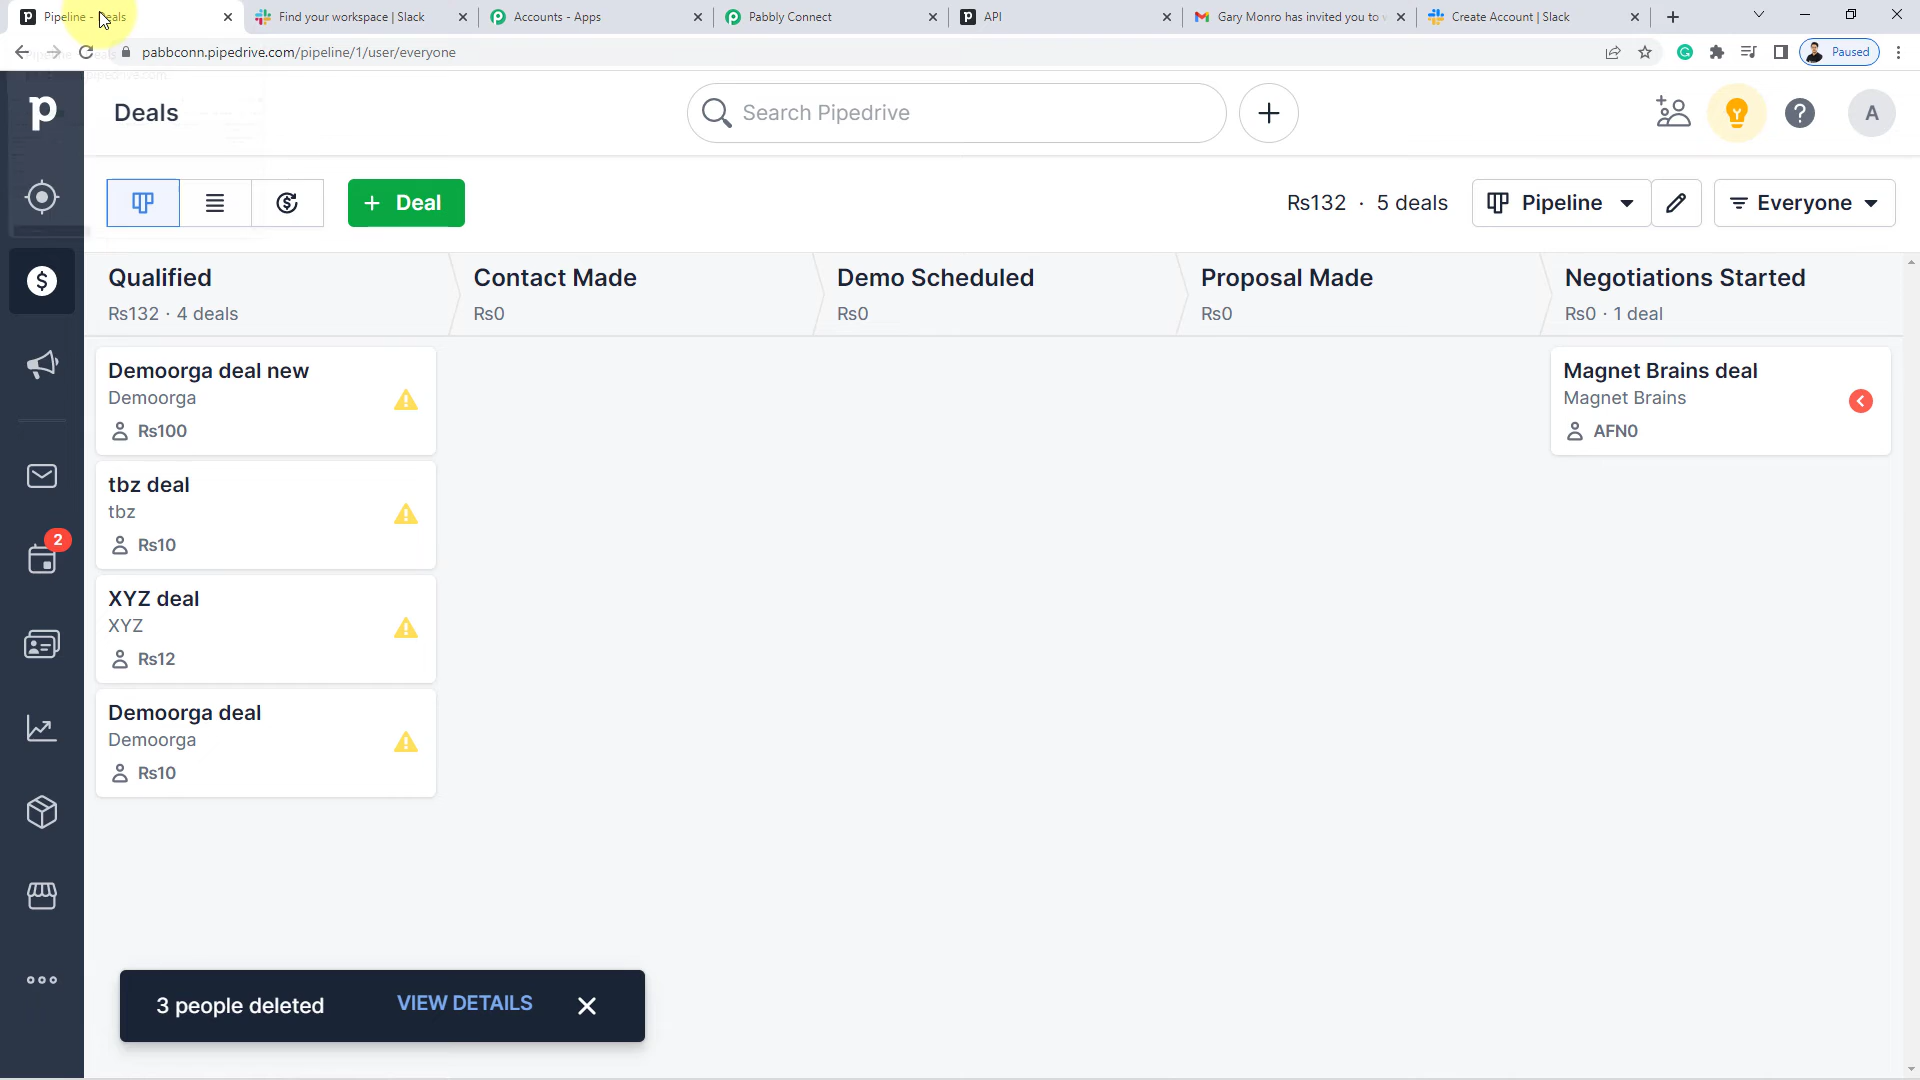 Pipeline - Deals
Find your workspace | Slack
Accounts - Apps
Pabbly Connect
API
Gary Monro has invited you to w
Create Account | Slack
pabbconn.pipedrive.com/pipeline/1/user/everyone
Paused
Deals
Search Pipedrive
A
+ Deal
Rs132 · 5 deals
Pipeline
Everyone
Qualified
Rs132 · 4 deals
Contact Made
Rs0
Demo Scheduled
Rs0
Proposal Made
Rs0
Negotiations Started
Rs0 · 1 deal
Demoorga deal new
Demoorga
Rs100
tbz deal
tbz
Rs10
XYZ deal
XYZ
Rs12
Demoorga deal
Demoorga
Rs10
Magnet Brains deal
Magnet Brains
AFN0
2
3 people deleted
VIEW DETAILS